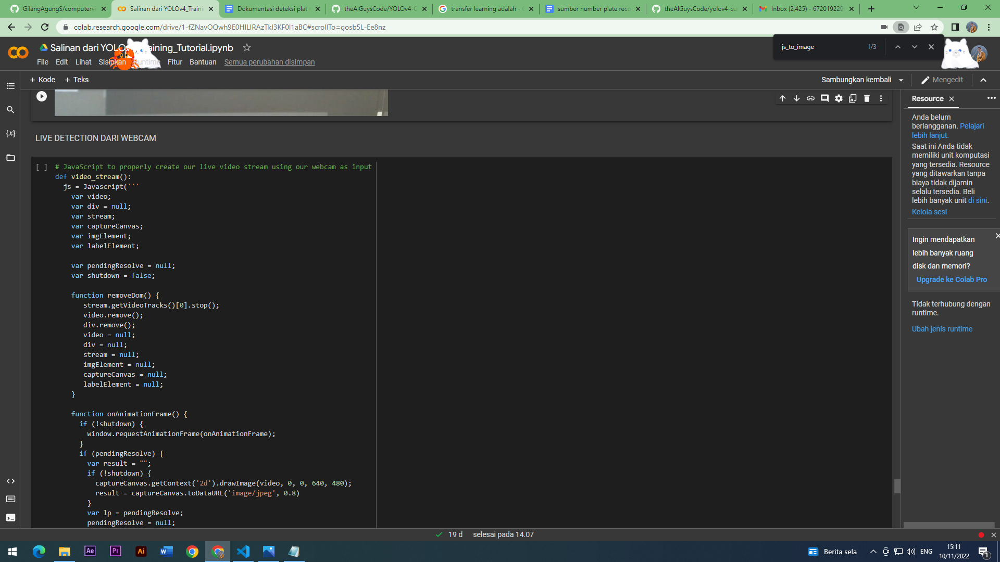 GilangAgungS/computerv
Salinan dari YOLOv4_Traini
Dokumentasi deteksi plat n
theAIGuysCode/YOLOv4-C
transfer learning adalah - G
sumber number plate reco
theAIGuysCode/yolov4-cu
Inbox (2,425) - 672019229
colab.research.google.com/drive/1-fZNavOQwh9E0HILIRAzTkI3KF0I1aBC#scrollTo=gosb5L-Ee8nz
js_to_image
1/3
Salinan dari YOLOv4_Training_Tutorial.ipynb
File Edit Lihat Sisipkan Runtime Fitur Bantuan Semua perubahan disimpan
+ Kode + Teks
Sambungkan kembali
Mengedit
LIVE DETECTION DARI WEBCAM
[ ] # JavaScript to properly create our live video stream using our webcam as input
def video_stream():
js = Javascript('''
var video;
var div = null;
var stream;
var captureCanvas;
var imgElement;
var labelElement;
var pendingResolve = null;
var shutdown = false;
function removeDom() {
stream.getVideoTracks()[0].stop();
video.remove();
div.remove();
video = null;
div = null;
stream = null;
imgElement = null;
captureCanvas = null;
labelElement = null;
}
function onAnimationFrame() {
if (!shutdown) {
window.requestAnimationFrame(onAnimationFrame);
}
if (pendingResolve) {
var result = "";
if (!shutdown) {
captureCanvas.getContext('2d').drawImage(video, 0, 0, 640, 480);
result = captureCanvas.toDataURL('image/jpeg', 0.8)
}
var lp = pendingResolve;
pendingResolve = null;
Resource
Anda belum
berlangganan. Pelajari
lebih lanjut.
Saat ini Anda tidak
memiliki unit komputasi
yang tersedia. Resource
yang ditawarkan tanpa
biaya tidak dijamin
selalu tersedia. Beli
lebih banyak unit di sini.
Kelola sesi
Ingin mendapatkan
lebih banyak ruang
disk dan memori?
Upgrade ke Colab Pro
Tidak terhubung dengan
runtime.
Ubah jenis runtime
19 d selesai pada 14.07
Ae
Pr
Ai
Berita sela
ENG
15:11
10/11/2022
1